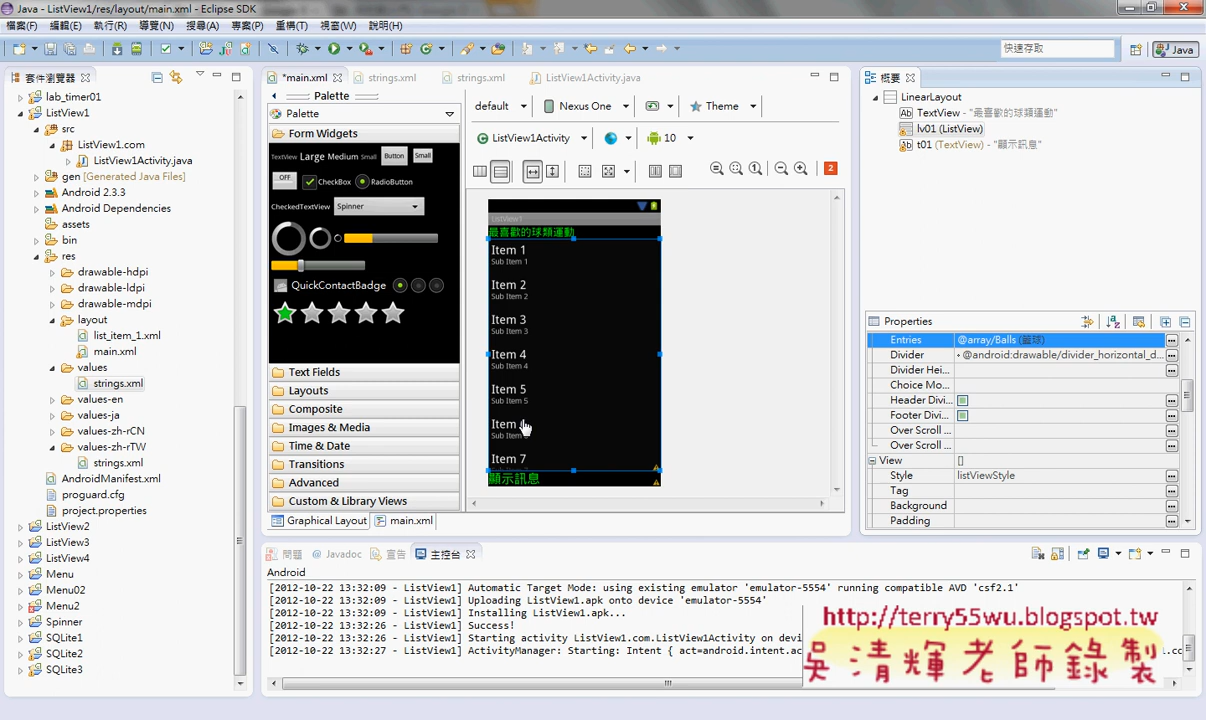 Java - ListView1/res/layout/main.xml - Eclipse SDK
檔案(F) 編輯(E) 執行(R) 導覽(N) 搜尋(A) 專案(P) 重構(T) 視窗(W) 說明(H)
快速存取
Java
套件瀏覽器
lab_timer01
ListView1
src
ListView1.com
ListView1Activity.java
gen [Generated Java Files]
Android 2.3.3
Android Dependencies
assets
bin
res
drawable-hdpi
drawable-ldpi
drawable-mdpi
layout
list_item_1.xml
main.xml
values
strings.xml
values-en
values-ja
values-zh-rCN
values-zh-rTW
strings.xml
AndroidManifest.xml
proguard.cfg
project.properties
ListView2
ListView3
ListView4
Menu
Menu02
Menu2
Spinner
SQLite1
SQLite2
SQLite3
*main.xml
strings.xml
strings.xml
ListView1Activity.java
Palette
Palette
Form Widgets
TextView Large Medium Small Button Small
OFF CheckBox RadioButton
CheckedTextView Spinner
QuickContactBadge
Text Fields
Layouts
Composite
Images & Media
Time & Date
Transitions
Advanced
Custom & Library Views
Graphical Layout
main.xml
default
Nexus One
Theme
ListView1Activity
10
2
ListView1
最喜歡的球類運動
Item 1
Sub Item 1
Item 2
Sub Item 2
Item 3
Sub Item 3
Item 4
Sub Item 4
Item 5
Sub Item 5
Item
Sub Item
Item 7
顯示訊息
概要
LinearLayout
TextView - "最喜歡的球類運動"
lv01 (ListView)
t01 (TextView) - "顯示訊息"
Properties
Entries @array/Balls (籃球)
Divider @android:drawable/divider_horizontal_d...
Divider Hei...
Choice Mo...
Header Divi...
Footer Divi...
Over Scroll ...
Over Scroll ...
View []
Style listViewStyle
Tag
Background
Padding
問題
Javadoc
宣告
主控台
Android
[2012-10-22 13:32:09 - ListView1] Automatic Target Mode: using existing emulator 'emulator-5554' running compatible AVD 'csf2.1'
[2012-10-22 13:32:09 - ListView1] Uploading ListView1.apk onto device 'emulator-5554'
[2012-10-22 13:32:09 - ListView1] Installing ListView1.apk...
[2012-10-22 13:32:26 - ListView1] Success!
[2012-10-22 13:32:26 - ListView1] Starting activity ListView1.com.ListView1Activity on devi
[2012-10-22 13:32:27 - ListView1] ActivityManager: Starting: Intent { act=android.intent.ac
http://terry55wu.blogspot.tw
吳清輝老師錄製